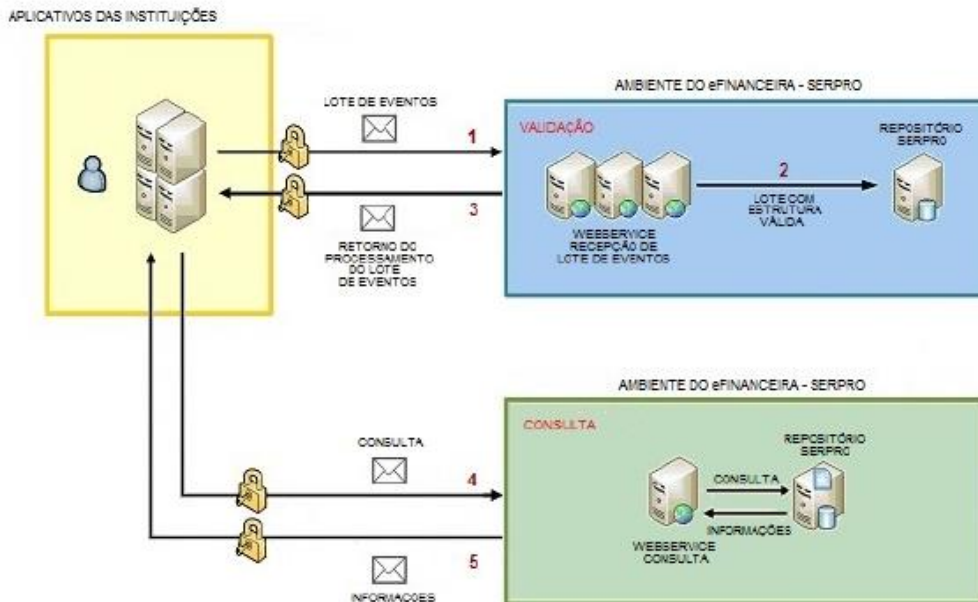 APLICATIVOS DAS INSTITUIÇÕES
AMBIENTE DO eFINANCEIRA - SERPRO
LOTE DE EVENTOS
1
VALIDAÇÃO
REPOSITÓRIO
SERPRO
2
LOTE COM
ESTRUTURA
VÁLIDA
3
WEBSERVICE
RECEPÇÃO DE
LOTE DE EVENTOS
RETORNO DO
PROCESSAMENTO
DO LOTE
DE EVENTOS
AMBIENTE DO eFINANCEIRA - SERPRO
CONSULTA
CONSULTA
4
REPOSITÓRIO
SERPRO
CONSULTA
INFORMAÇÕES
WEBSERVICE
CONSULTA
5
INFORMAÇOES